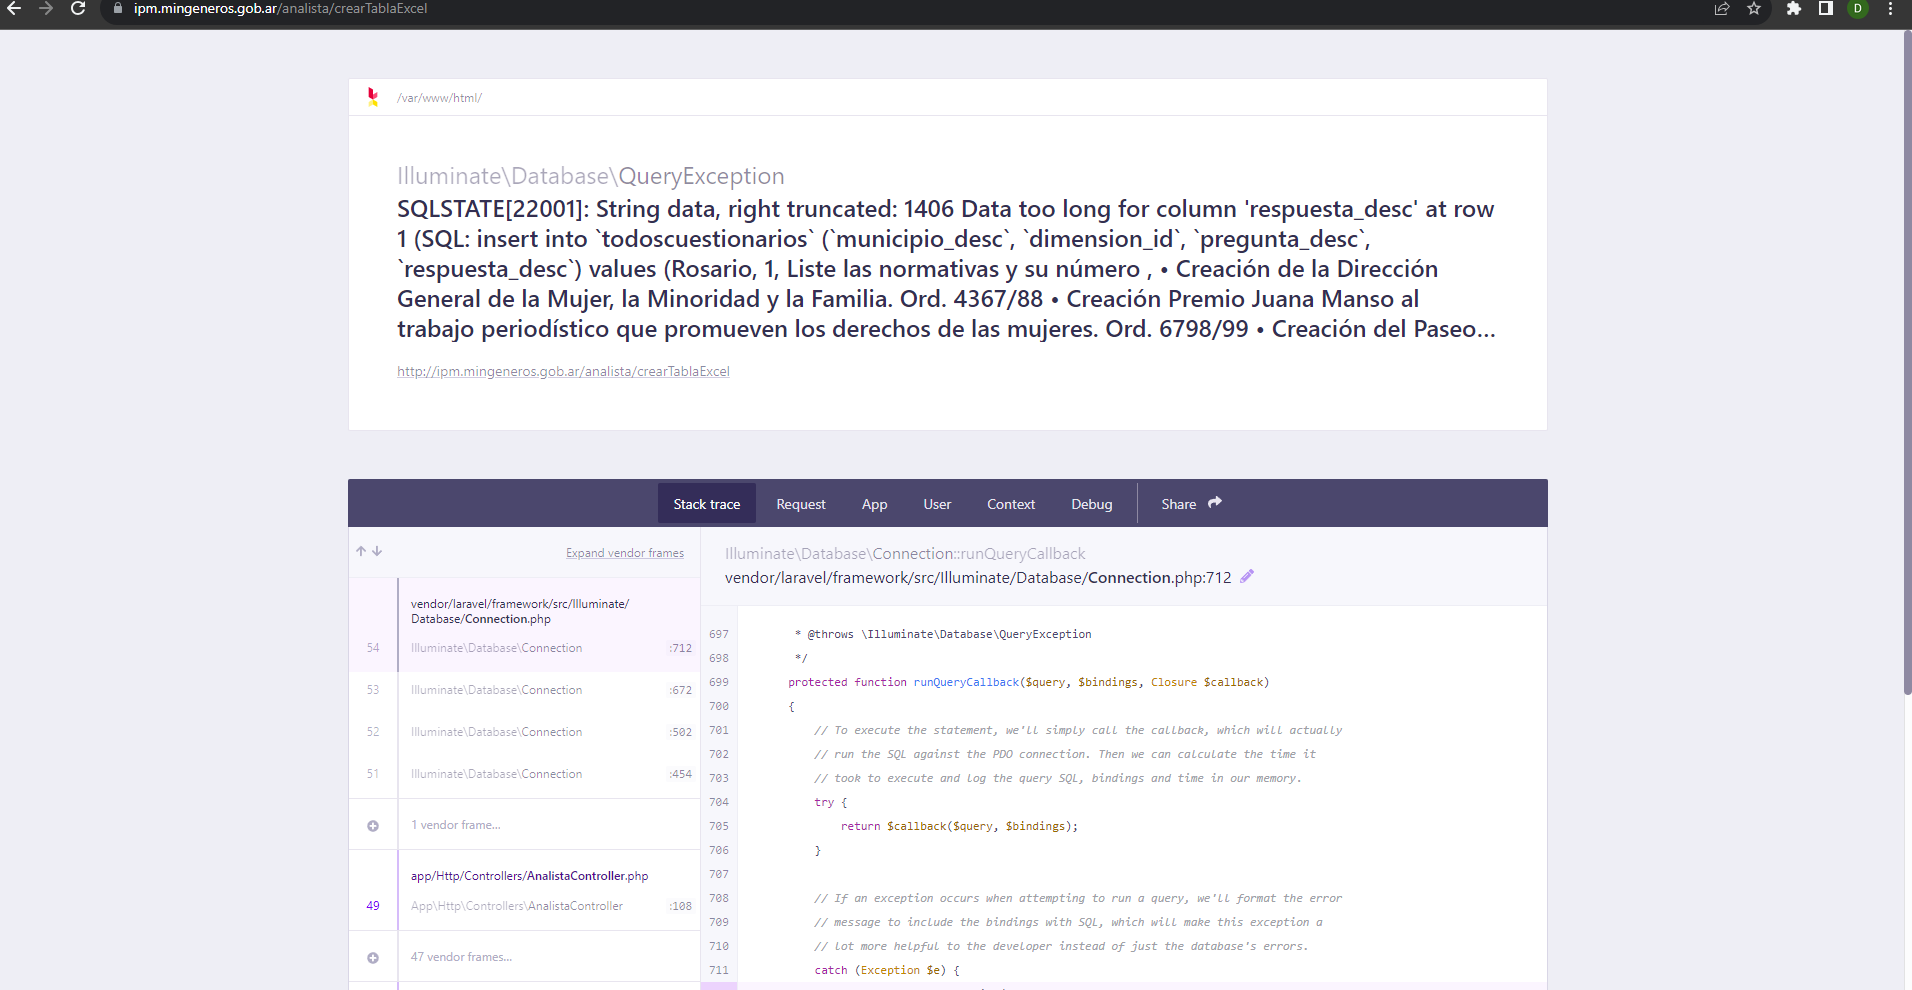 ipm.mingeneros.gob.ar/analista/crearTablaExcel
D
/var/www/html/
Illuminate\Database\QueryException
SQLSTATE[22001]: String data, right truncated: 1406 Data too long for column 'respuesta_desc' at row
1 (SQL: insert into `todoscuestionarios` (`municipio_desc`, `dimension_id`, `pregunta_desc`,
`respuesta_desc`) values (Rosario, 1, Liste las normativas y su número , • Creación de la Dirección
General de la Mujer, la Minoridad y la Familia. Ord. 4367/88 • Creación Premio Juana Manso al
trabajo periodístico que promueven los derechos de las mujeres. Ord. 6798/99 • Creación del Paseo...
http://ipm.mingeneros.gob.ar/analista/crearTablaExcel
Stack trace Request App User Context Debug Share
Expand vendor frames
vendor/laravel/framework/src/Illuminate/
Database/Connection.php
54 Illuminate\Database\Connection :712
53 Illuminate\Database\Connection :672
52 Illuminate\Database\Connection :502
51 Illuminate\Database\Connection :454
1 vendor frame...
app/Http/Controllers/AnalistaController.php
49 App\Http\Controllers\AnalistaController :108
47 vendor frames...
Illuminate\Database\Connection::runQueryCallback
vendor/laravel/framework/src/Illuminate/Database/Connection.php:712
697 * @throws \Illuminate\Database\QueryException
698 */
699 protected function runQueryCallback($query, $bindings, Closure $callback)
700 {
701 // To execute the statement, we'll simply call the callback, which will actually
702 // run the SQL against the PDO connection. Then we can calculate the time it
703 // took to execute and log the query SQL, bindings and time in our memory.
704 try {
705 return $callback($query, $bindings);
706 }
707
708 // If an exception occurs when attempting to run a query, we'll format the error
709 // message to include the bindings with SQL, which will make this exception a
710 // lot more helpful to the developer instead of just the database's errors.
711 catch (Exception $e) {